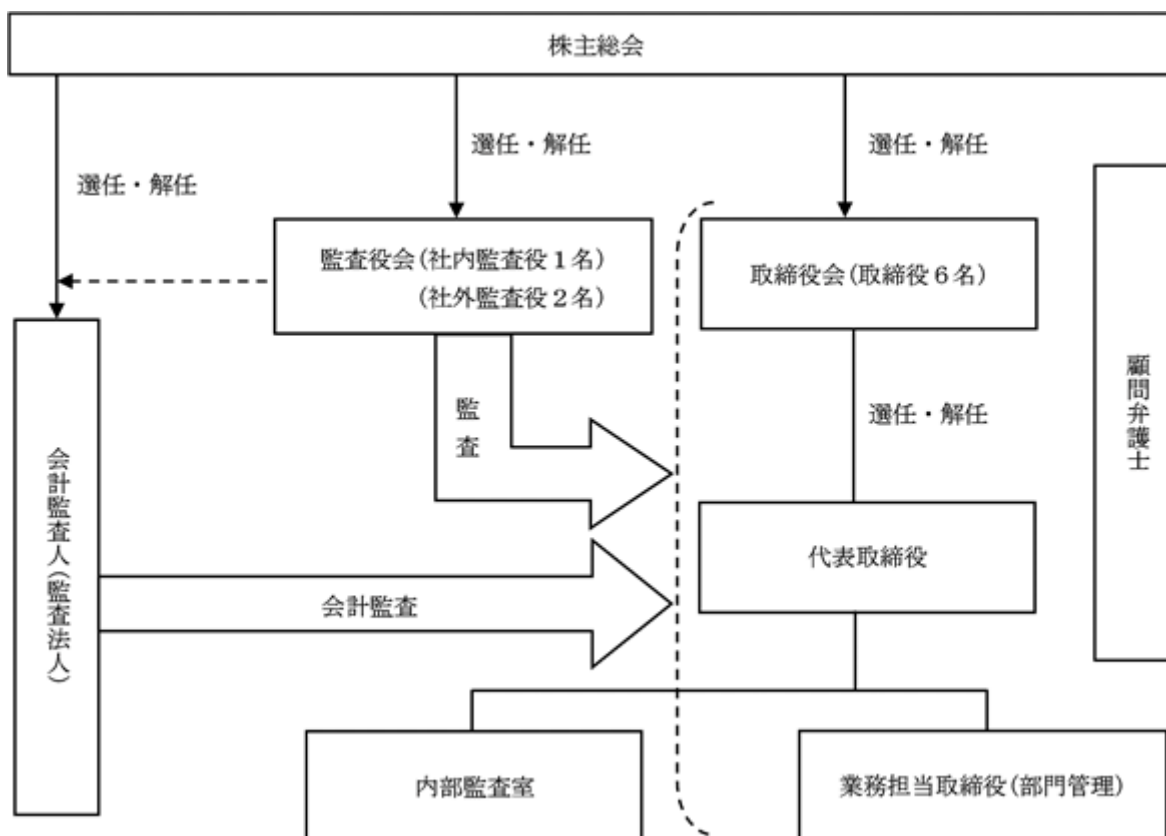 株主総会
選任・解任
選任・解任
選任・解任
監査役会(社内監査役1名)
(社外監査役2名)
取締役会(取締役6名)
顧問弁護士
監査
選任・解任
会計監査人(監査法人)
代表取締役
会計監査
内部監査室
業務担当取締役(部門管理)